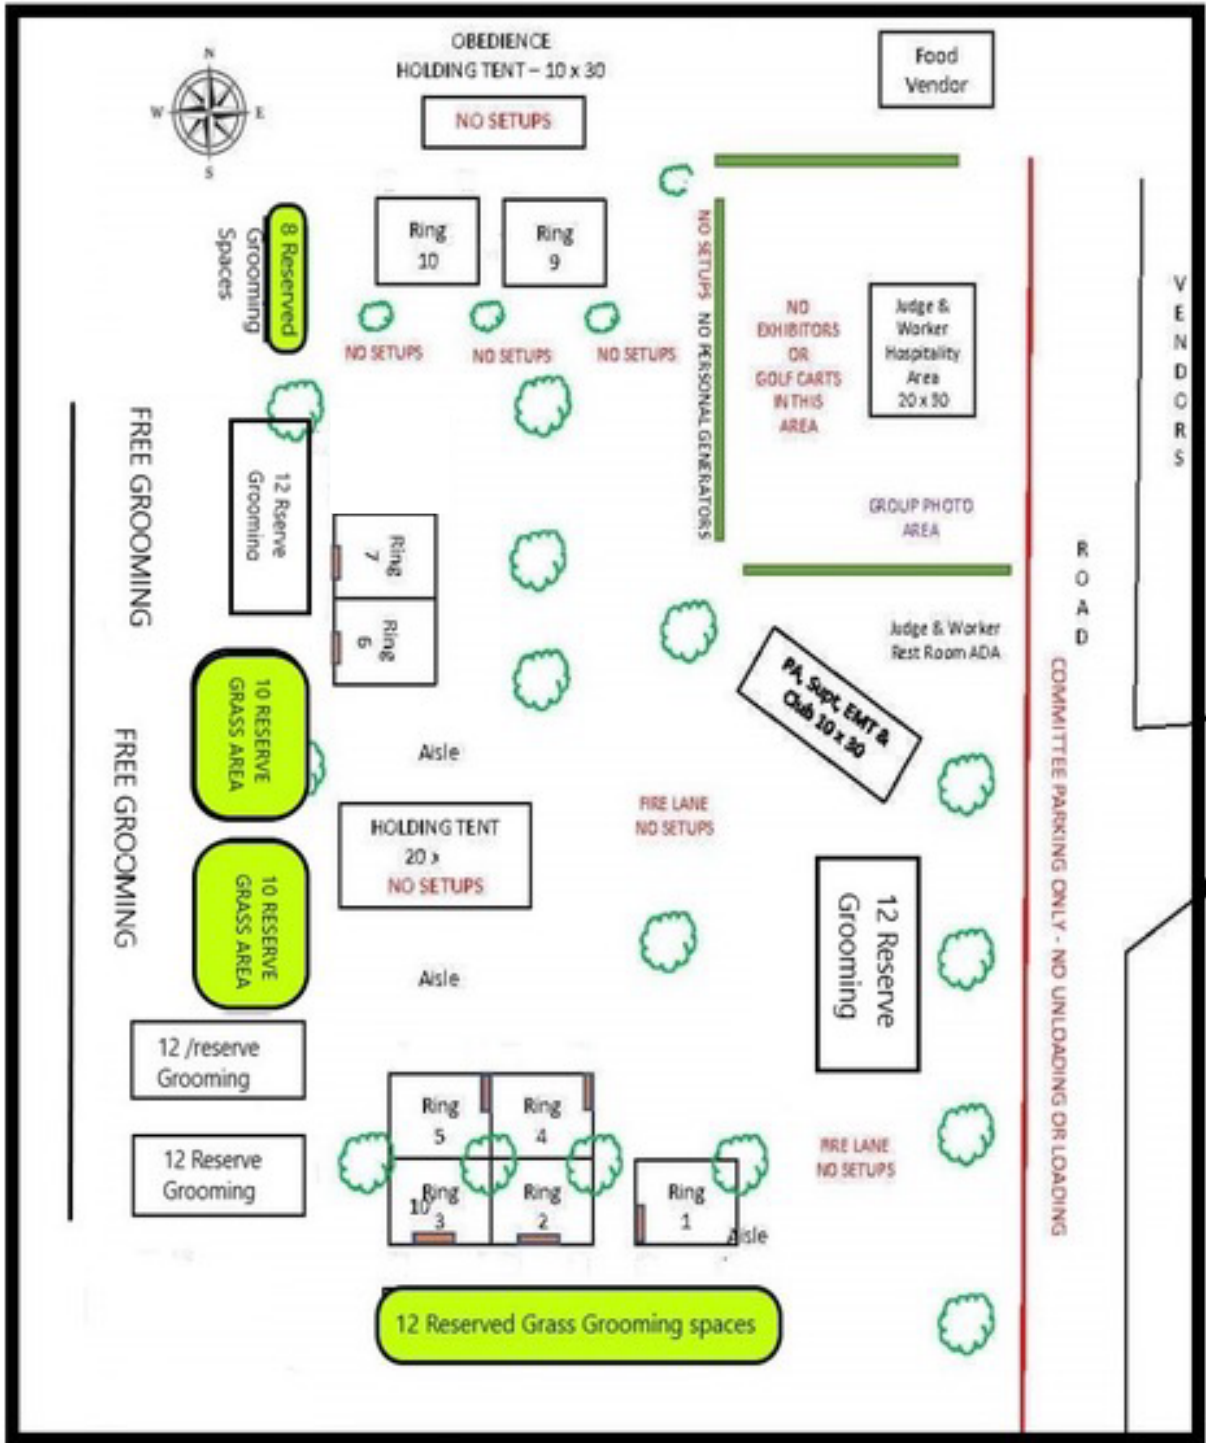 OBEDIENCE
HOLDING TENT – 10 x 30
NO SETUPS
Food
Vendor
N
W
E
S
8 Reserved
Grooming
Spaces
Ring
10
Ring
9
NO SETUPS
NO SETUPS
NO SETUPS
NO SETUPS NO PERSONAL GENERATORS
NO
EXHIBITORS
OR
GOLF CARTS
IN THIS
AREA
Judge &
Worker
Hospitality
Area
20 x 30
GROUP PHOTO
AREA
VENDORS
ROAD
FREE GROOMING
12 Rserve
Grooming
Ring
7
Ring
6
Judge & Worker
Rest Room ADA
PA, Supt, EMT &
Club 10 x 30
COMMITTEE PARKING ONLY - NO UNLOADING OR LOADING
FREE GROOMING
10 RESERVE
GRASS AREA
Aisle
FIRE LANE
NO SETUPS
HOLDING TENT
20 x
NO SETUPS
10 RESERVE
GRASS AREA
12 Reserve
Grooming
Aisle
12 /reserve
Grooming
12 Reserve
Grooming
Ring
5
Ring
4
Ring
10
3
Ring
2
Ring
1
Aisle
FIRE LANE
NO SETUPS
12 Reserved Grass Grooming spaces